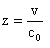 z = v/c₀